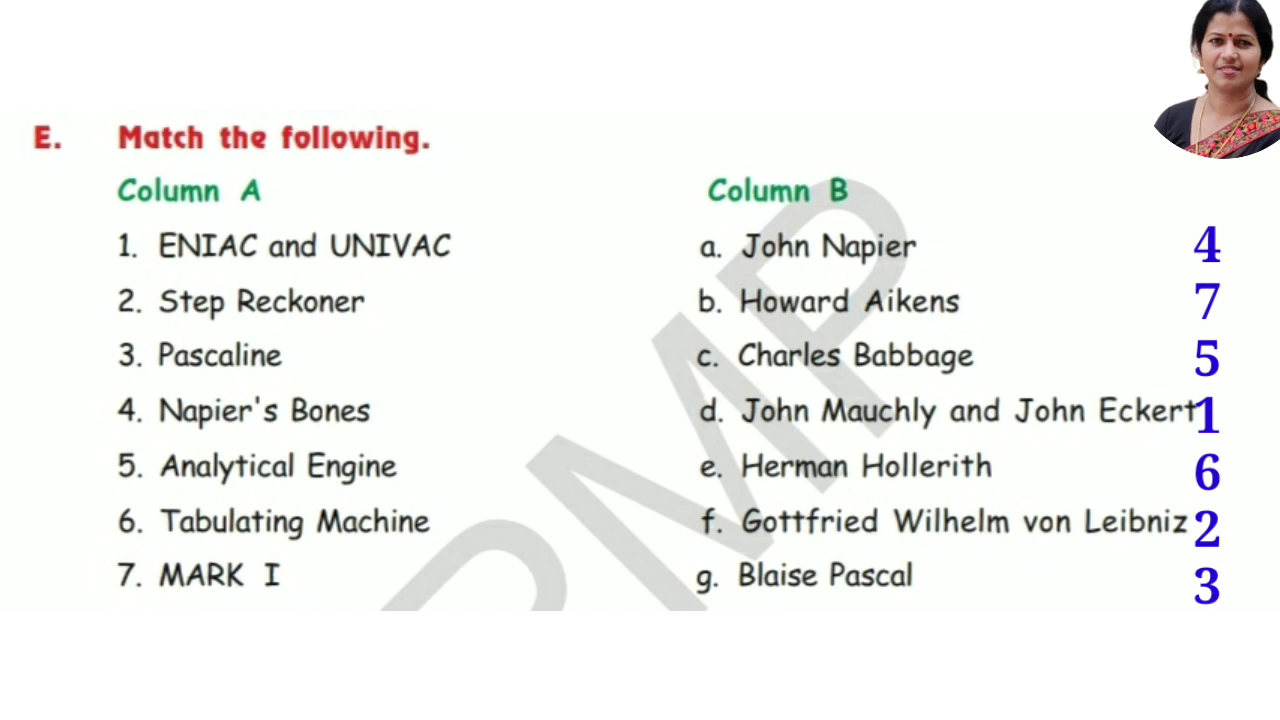 E. Match the following.
Column A Column B
1. ENIAC and UNIVAC a. John Napier 4
2. Step Reckoner b. Howard Aikens 7
3. Pascaline c. Charles Babbage 5
4. Napier's Bones d. John Mauchly and John Eckert 1
5. Analytical Engine e. Herman Hollerith 6
6. Tabulating Machine f. Gottfried Wilhelm von Leibniz 2
7. MARK I g. Blaise Pascal 3